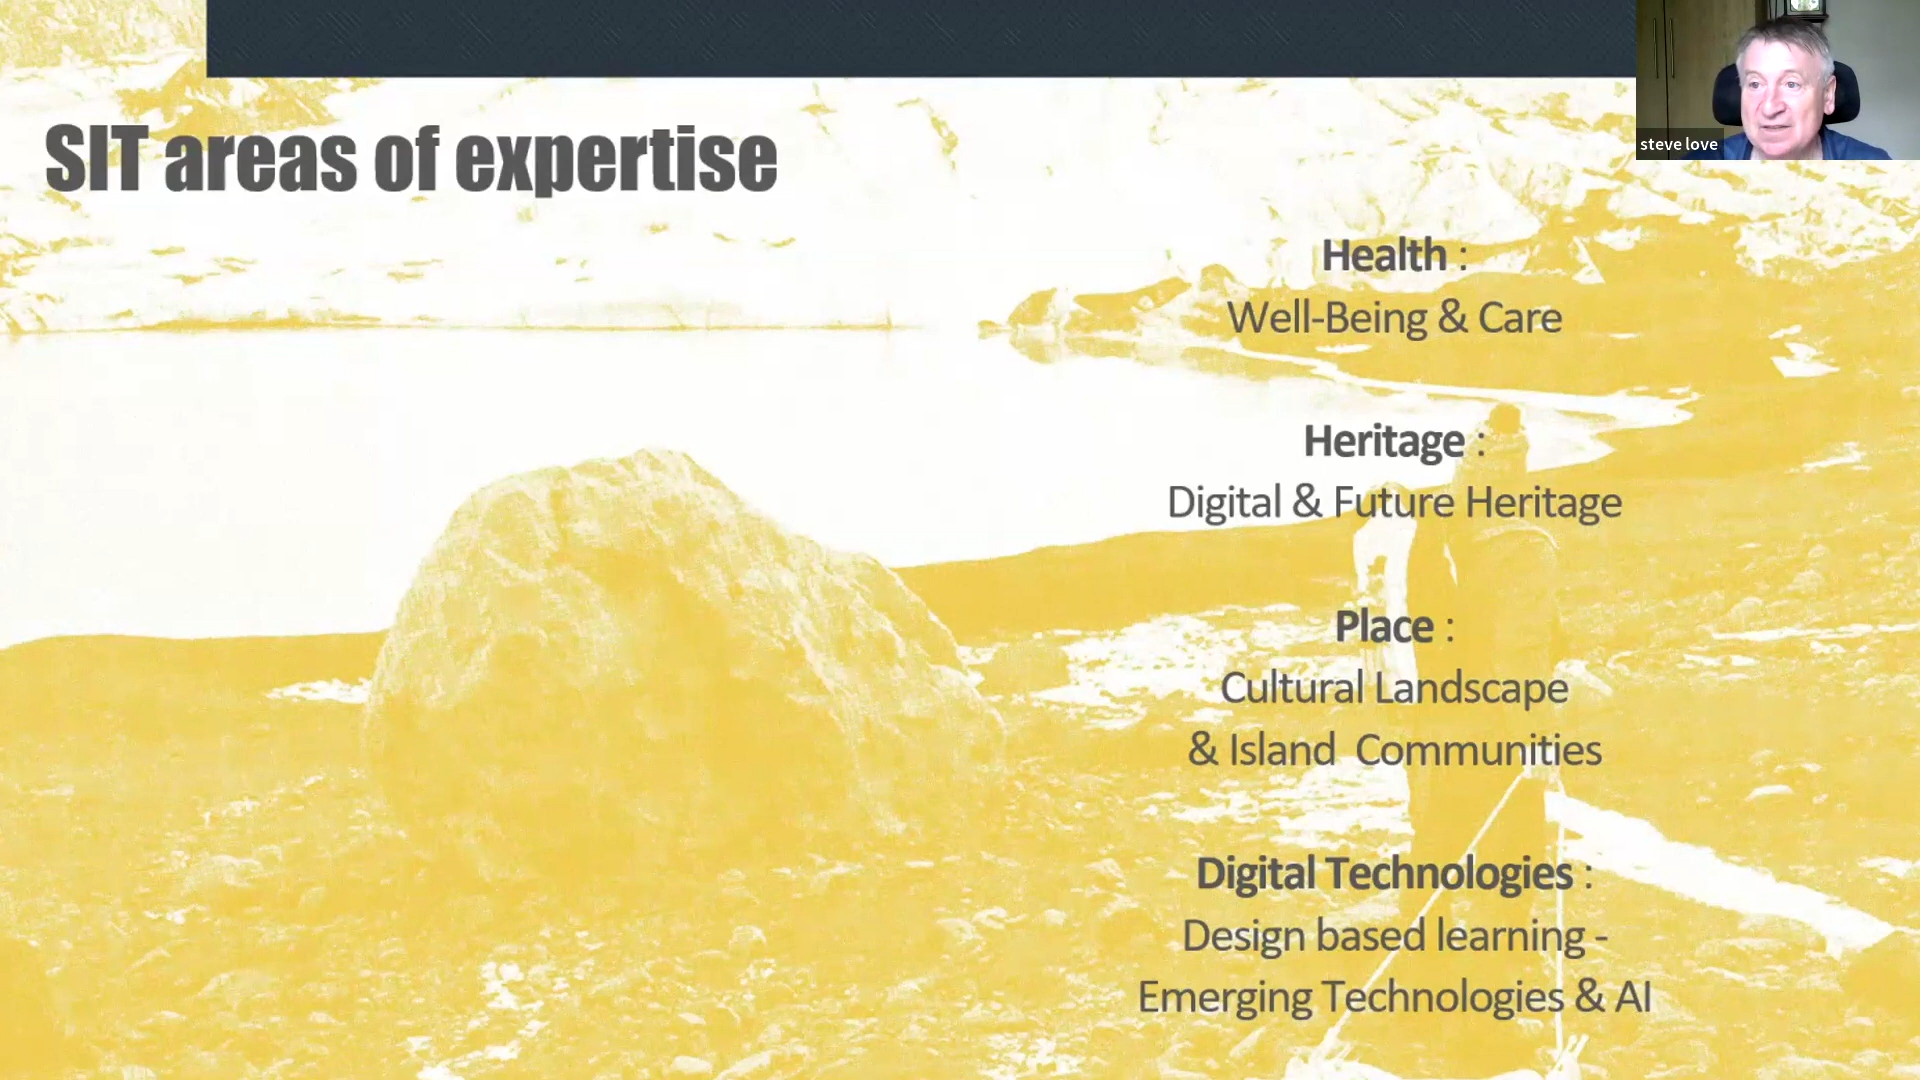 steve love
SIT areas of expertise
Health :
Well-Being & Care
Heritage :
Digital & Future Heritage
Place :
Cultural Landscape
& Island Communities
Digital Technologies :
Design based learning -
Emerging Technologies & AI